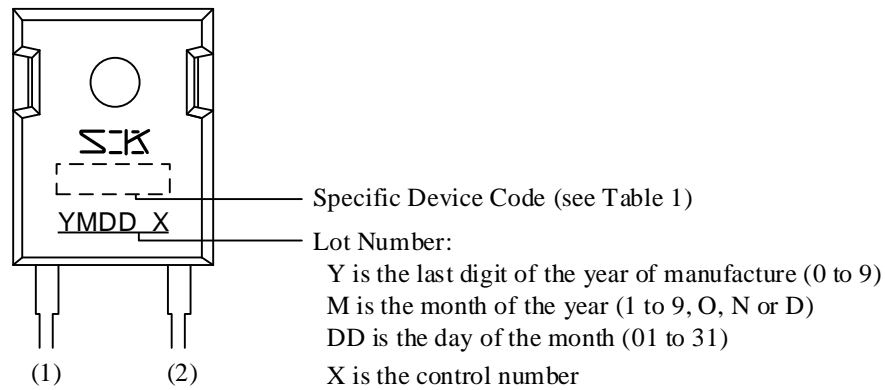 SK
Specific Device Code (see Table 1)
YMDD X
Lot Number:
Y is the last digit of the year of manufacture (0 to 9)
M is the month of the year (1 to 9, O, N or D)
DD is the day of the month (01 to 31)
X is the control number
(1) (2)